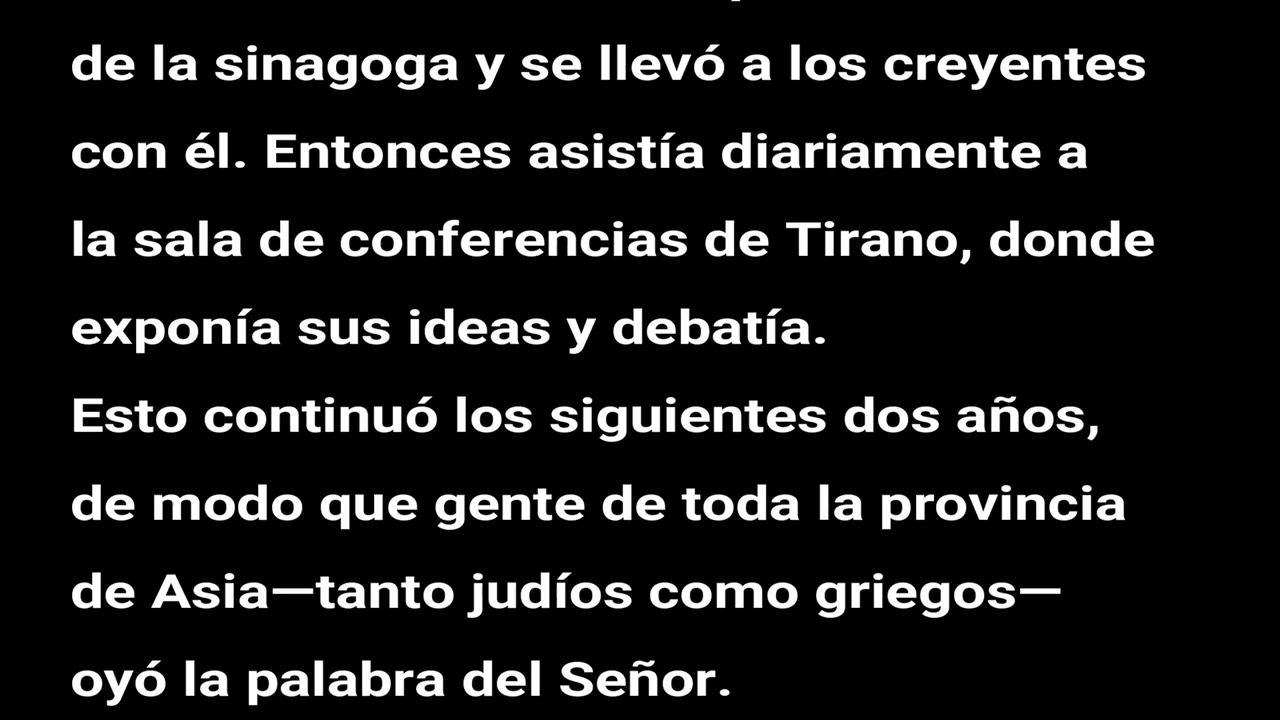 de la sinagoga y se llevó a los creyentes
con él. Entonces asistía diariamente a
la sala de conferencias de Tirano, donde
exponía sus ideas y debatía.
Esto continuó los siguientes dos años,
de modo que gente de toda la provincia
de Asia—tanto judíos como griegos—
oyó la palabra del Señor.